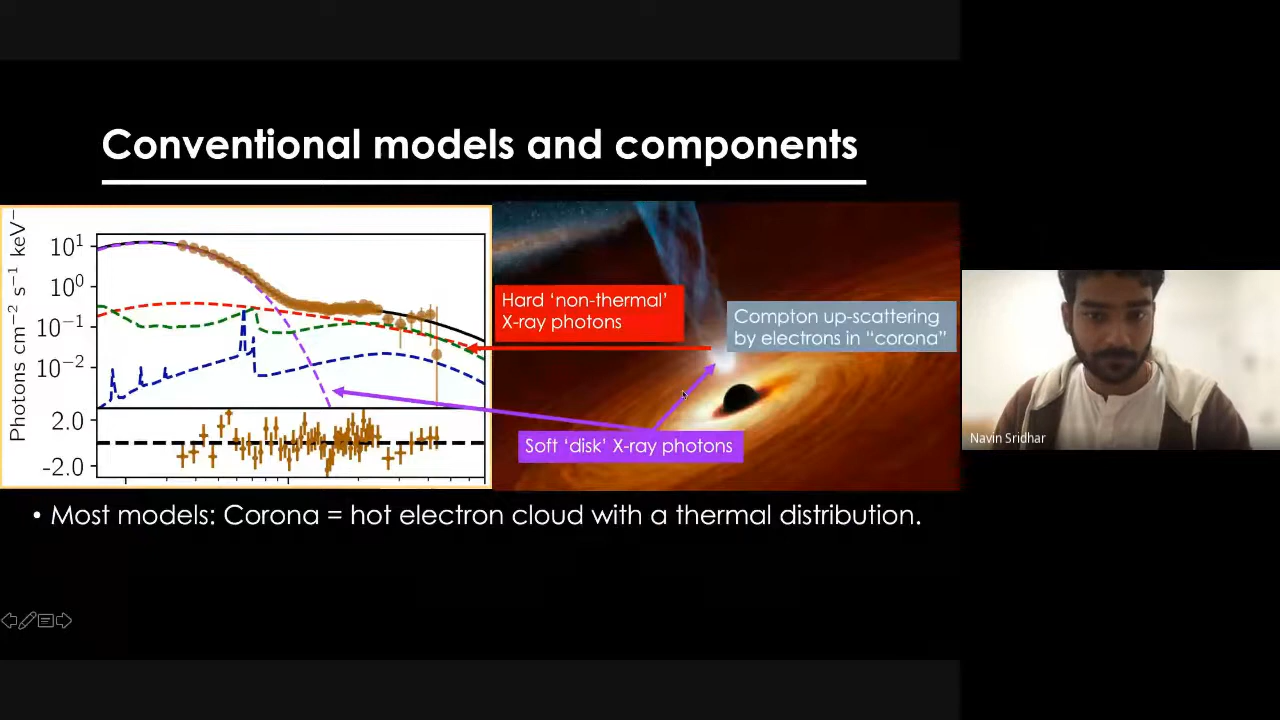 Conventional models and components
Photons cm⁻² s⁻¹ keV⁻
10¹
10⁰
10⁻¹
10⁻²
2.0
-2.0
Hard ‘non-thermal’
X-ray photons
Compton up-scattering
by electrons in “corona”
Soft ‘disk’ X-ray photons
Navin Sridhar
• Most models: Corona = hot electron cloud with a thermal distribution.